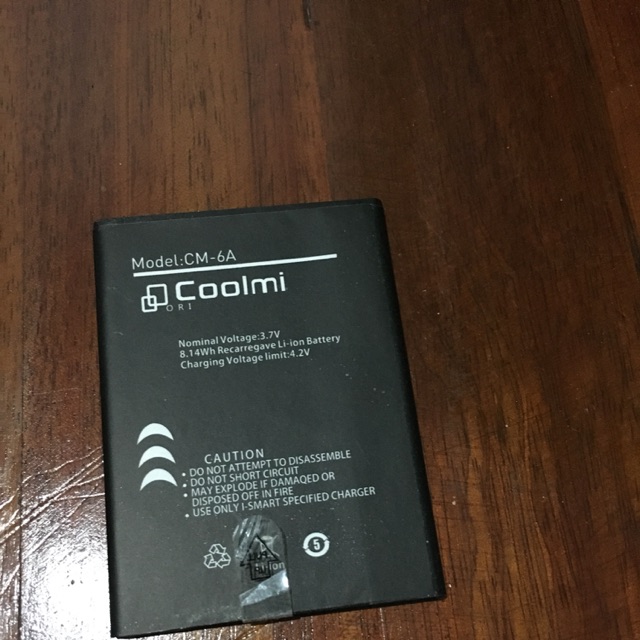 Model:CM-6A
Coolmi
ORI
Nominal Voltage:3.7V
8.14Wh Recarregave Li-ion Battery
Charging Voltage limit:4.2V
CAUTION
• DO NOT ATTEMPT TO DISASSEMBLE
• DO NOT SHORT CIRCUIT
• MAY EXPLODE IF DAMAQED OR
DISPOSED OFF IN FIRE
• USE ONLY I-SMART SPECIFIED CHARGER
5
Li-ion